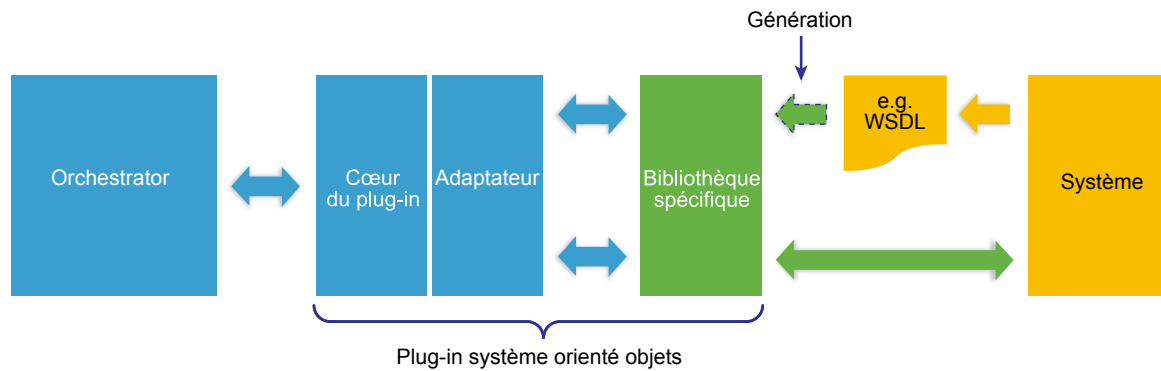 Génération
e.g.
WSDL
Orchestrator
Cœur
du plug-in
Adaptateur
Bibliothèque
spécifique
Système
Plug-in système orienté objets